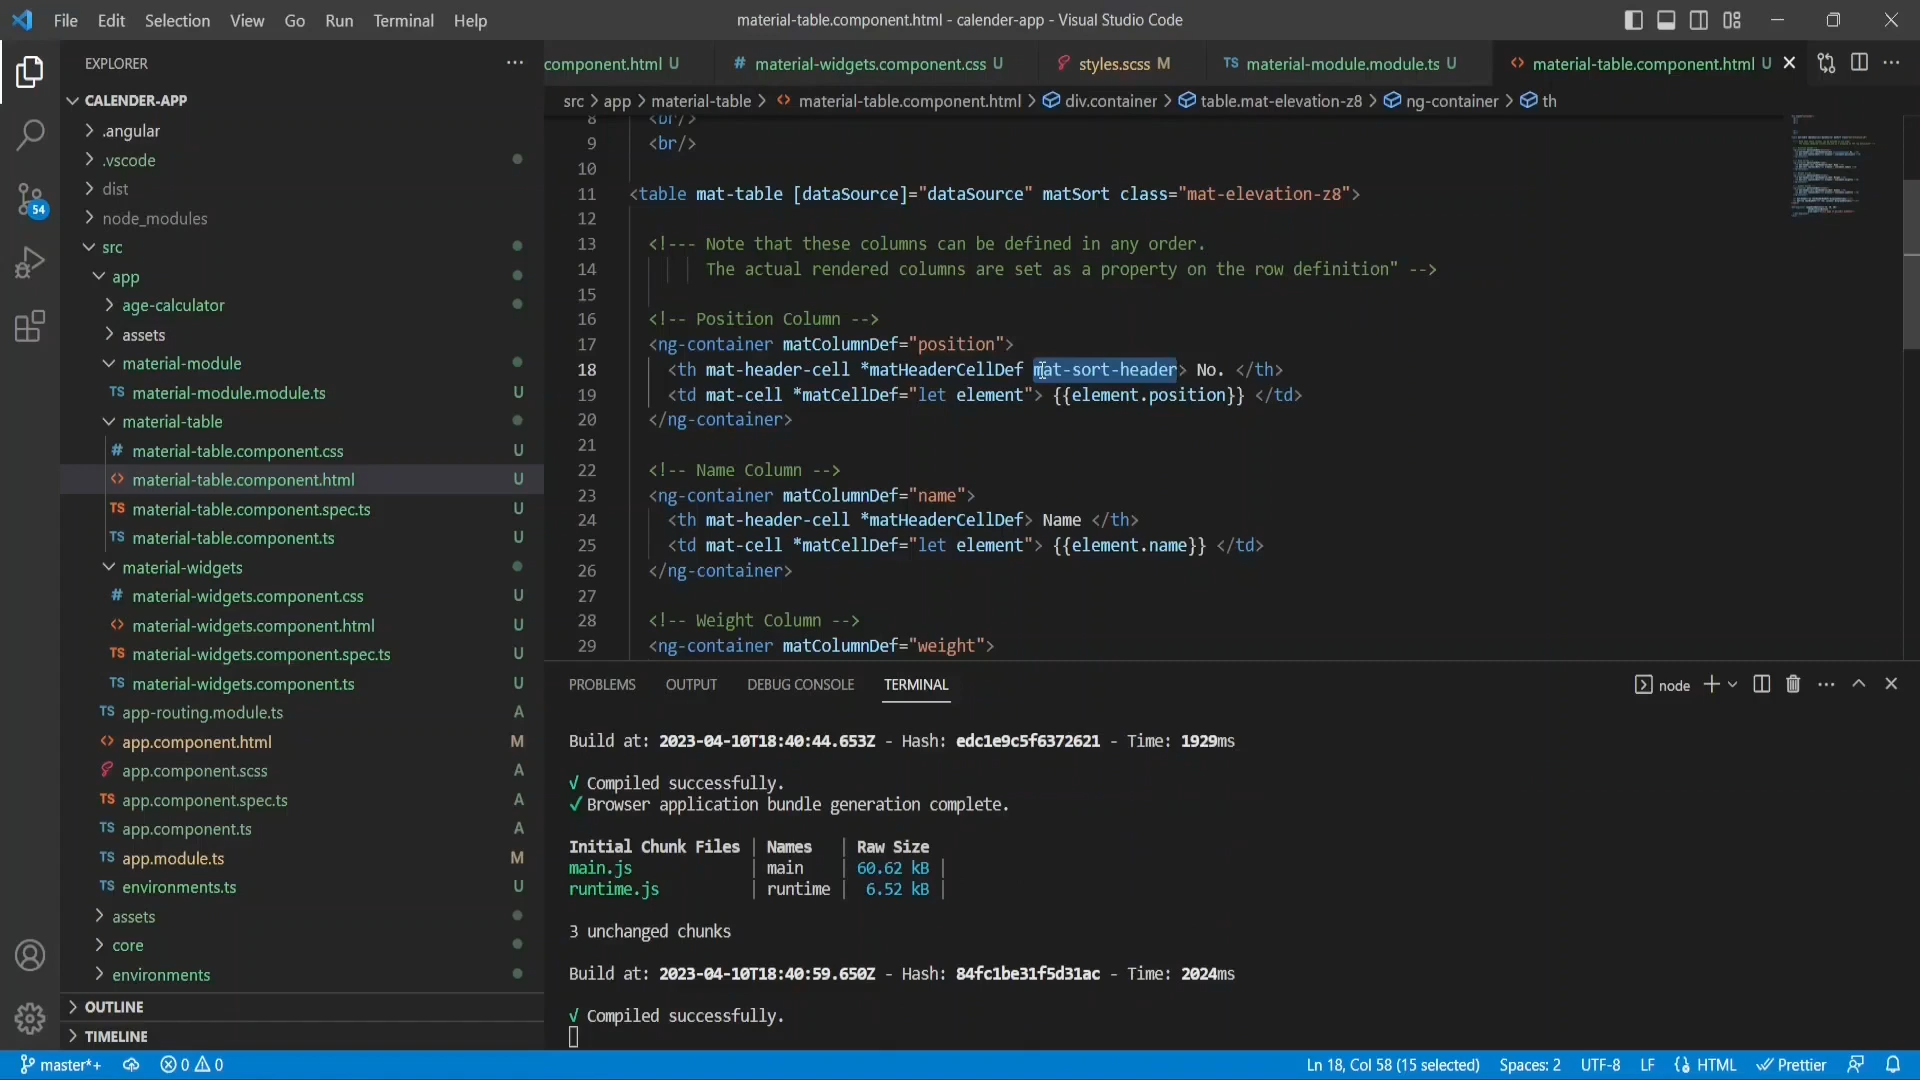 File Edit Selection View Go Run Terminal Help
material-table.component.html - calender-app - Visual Studio Code
EXPLORER
CALENDER-APP
.angular
.vscode
dist
node_modules
src
app
age-calculator
assets
material-module
TS material-module.module.ts U
material-table
# material-table.component.css U
<> material-table.component.html U
TS material-table.component.spec.ts U
TS material-table.component.ts U
material-widgets
# material-widgets.component.css U
<> material-widgets.component.html U
TS material-widgets.component.spec.ts U
TS material-widgets.component.ts U
TS app-routing.module.ts A
<> app.component.html M
app.component.scss A
TS app.component.spec.ts A
TS app.component.ts A
TS app.module.ts M
TS environments.ts U
assets
core
environments
OUTLINE
TIMELINE
54
component.html U # material-widgets.component.css U styles.scss M TS material-module.module.ts U <> material-table.component.html U
src > app > material-table > <> material-table.component.html > div.container > table.mat-elevation-z8 > ng-container > th
8 <br/>
9 <br/>
10
11 <table mat-table [dataSource]="dataSource" matSort class="mat-elevation-z8">
12
13 <!--- Note that these columns can be defined in any order.
14 The actual rendered columns are set as a property on the row definition" -->
15
16 <!-- Position Column -->
17 <ng-container matColumnDef="position">
18 <th mat-header-cell *matHeaderCellDef mat-sort-header> No. </th>
19 <td mat-cell *matCellDef="let element"> {{element.position}} </td>
20 </ng-container>
21
22 <!-- Name Column -->
23 <ng-container matColumnDef="name">
24 <th mat-header-cell *matHeaderCellDef> Name </th>
25 <td mat-cell *matCellDef="let element"> {{element.name}} </td>
26 </ng-container>
27
28 <!-- Weight Column -->
29 <ng-container matColumnDef="weight">
PROBLEMS OUTPUT DEBUG CONSOLE TERMINAL node
Build at: 2023-04-10T18:40:44.653Z - Hash: edc1e9c5f6372621 - Time: 1929ms
√ Compiled successfully.
✓ Browser application bundle generation complete.
Initial Chunk Files | Names | Raw Size
main.js | main | 60.62 kB |
runtime.js | runtime | 6.52 kB |
3 unchanged chunks
Build at: 2023-04-10T18:40:59.650Z - Hash: 84fc1be31f5d31ac - Time: 2024ms
√ Compiled successfully.
master*+ 0 0 Ln 18, Col 58 (15 selected) Spaces: 2 UTF-8 LF HTML Prettier